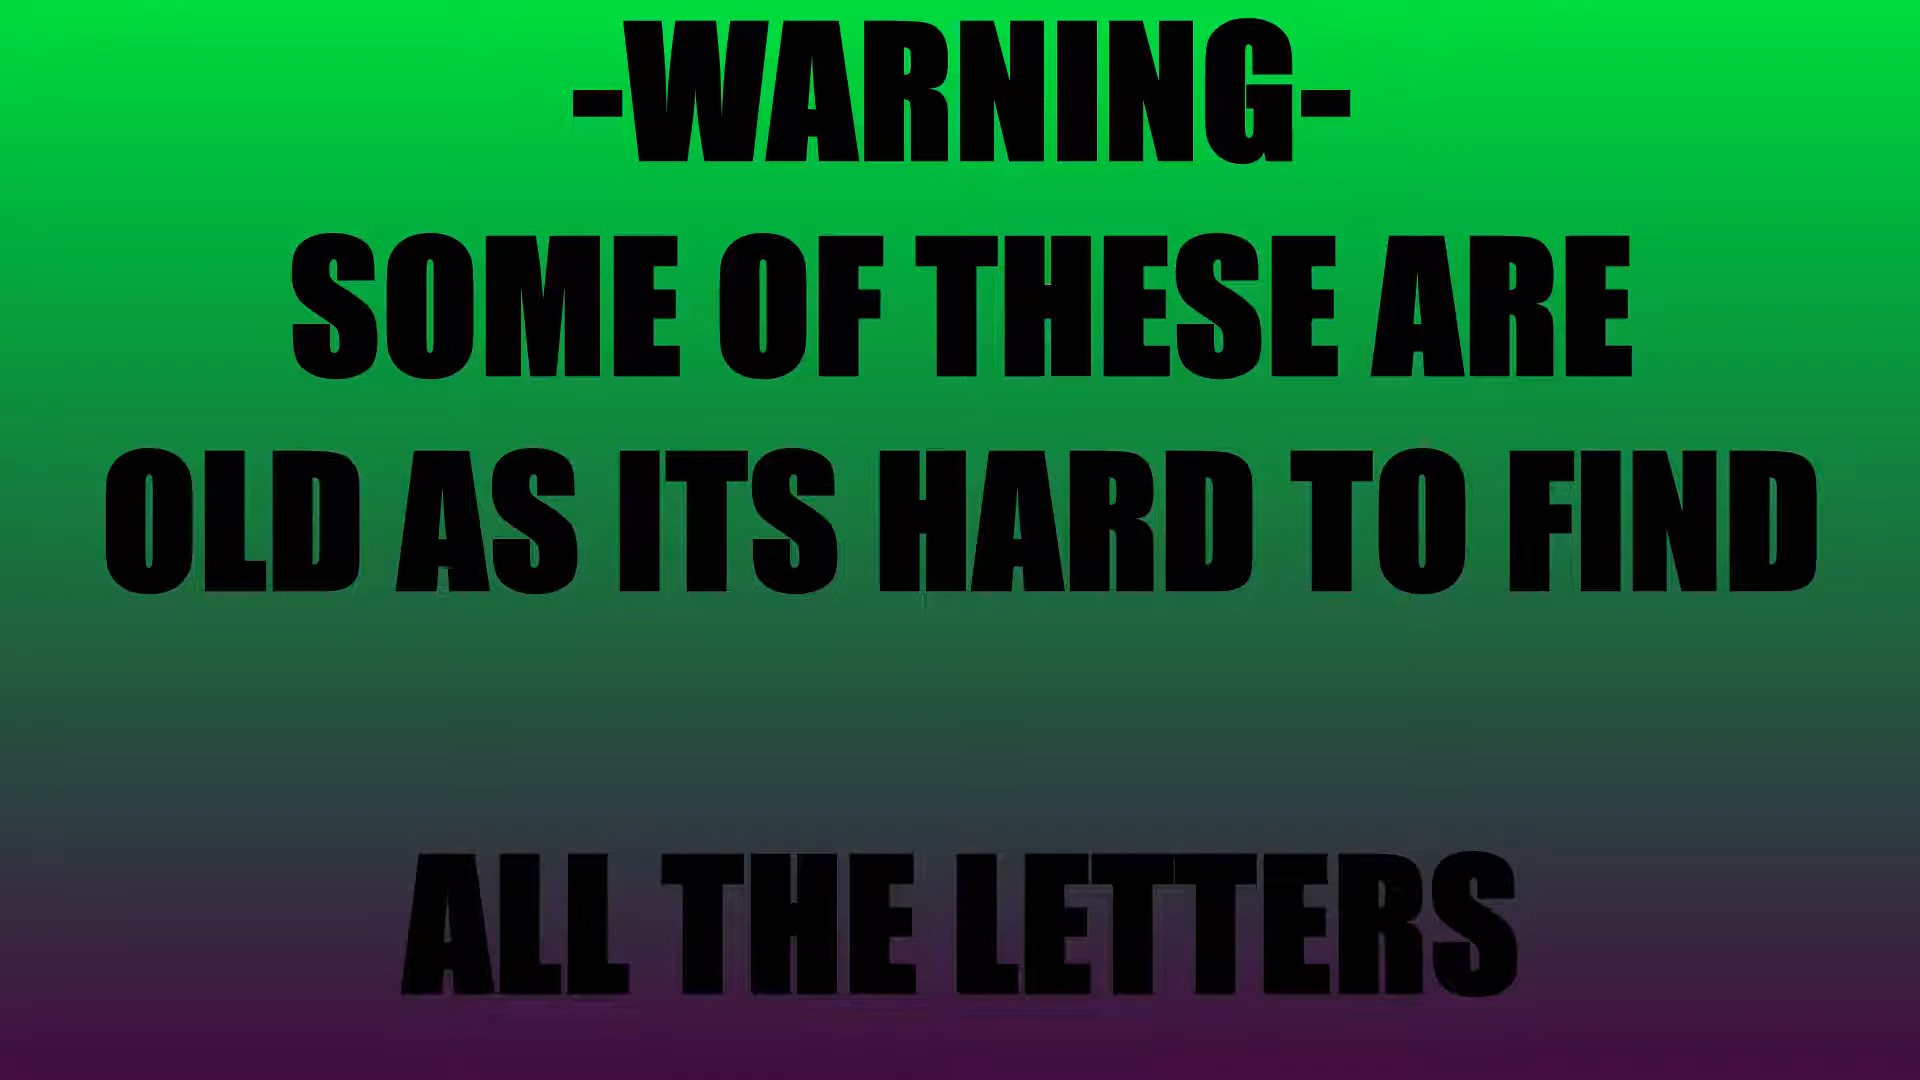 -WARNING-
SOME OF THESE ARE
OLD AS ITS HARD TO FIND
ALL THE LETTERS